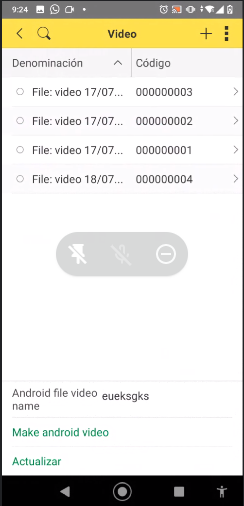 9:24
Video
Denominación Código
File: video 17/07... 000000003
File: video 17/07... 000000002
File: video 17/07... 000000001
File: video 18/07... 000000004
Android file video name eueksgks
Make android video
Actualizar